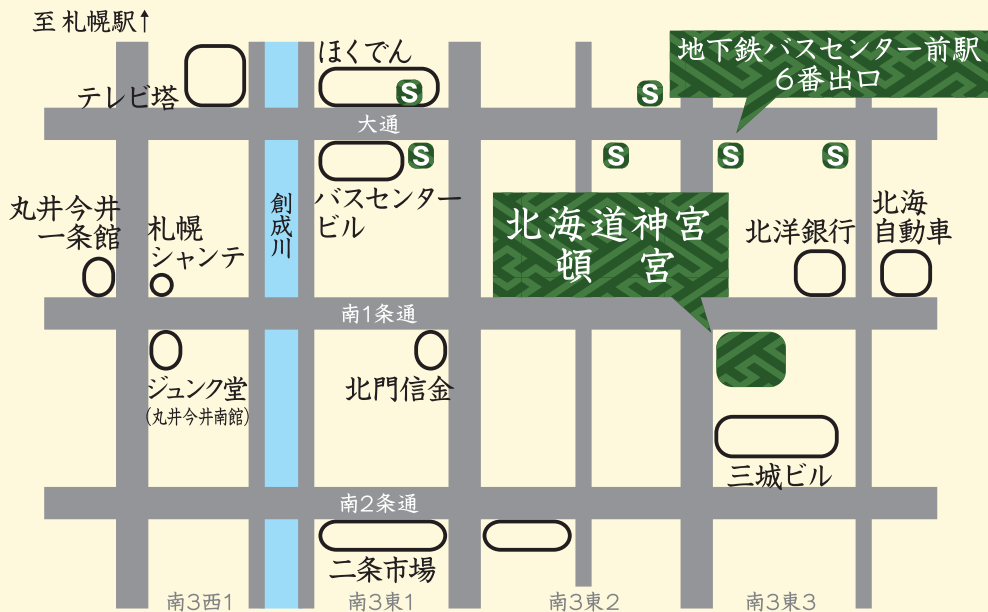 至 札幌駅↑
ほくでん
地下鉄バスセンター前駅
6番出口
テレビ塔
S
S
大通
S
S
S
S
バスセンター
ビル
創成川
丸井今井
一条館
札幌
シャンテ
北海道神宮
頓 宮
北洋銀行
北海
自動車
南1条通
ジュンク堂
(丸井今井南館)
北門信金
三城ビル
南2条通
二条市場
南3西1
南3東1
南3東2
南3東3